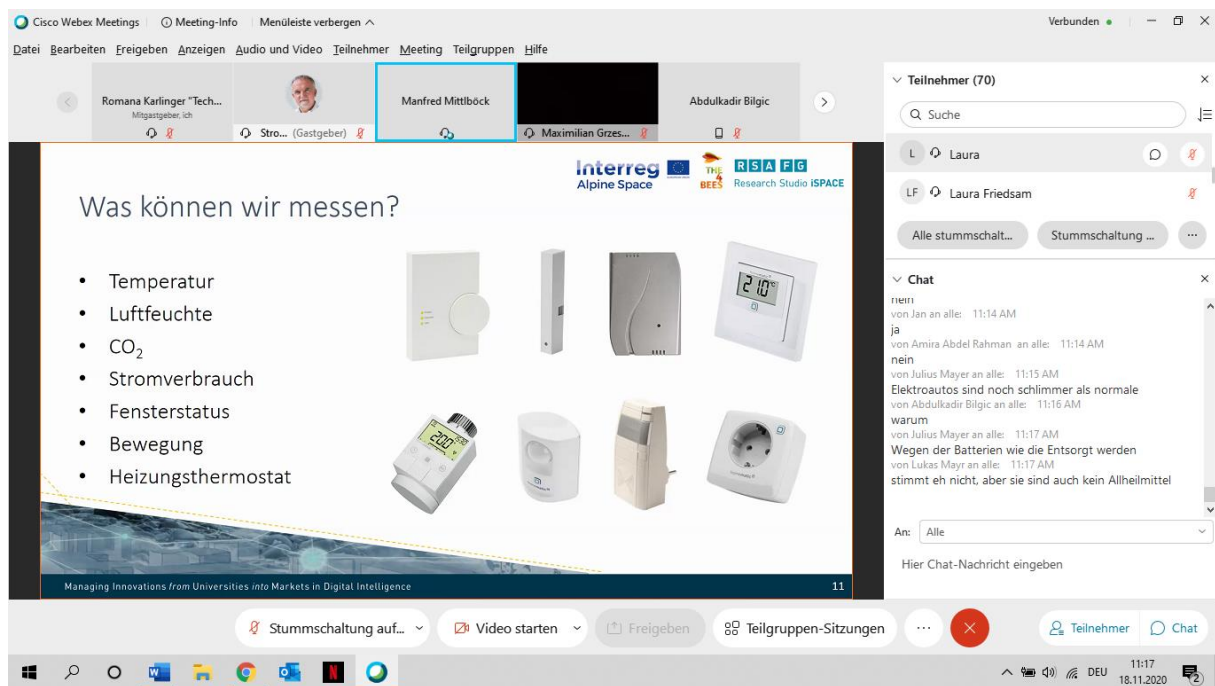 Cisco Webex Meetings Meeting-Info Menüleiste verbergen Verbunden
Datei Bearbeiten Freigeben Anzeigen Audio und Video Teilnehmer Meeting Teilgruppen Hilfe
Romana Karlinger "Tech...
Mitgastgeber, ich
Stro... (Gastgeber)
Manfred Mittlböck
Maximilian Grzes...
Abdulkadir Bilgic
Interreg
Alpine Space
THE
4
BEES
RSA FG
Research Studio iSPACE
Was können wir messen?
• Temperatur
• Luftfeuchte
• CO₂
• Stromverbrauch
• Fensterstatus
• Bewegung
• Heizungsthermostat
21.0°C
20.0°
Managing Innovations from Universities into Markets in Digital Intelligence 11
Teilnehmer (70)
Suche
L Laura
LF Laura Friedsam
Alle stummschalt... Stummschaltung ... ...
Chat
nein
von Jan an alle: 11:14 AM
ja
von Amira Abdel Rahman an alle: 11:14 AM
nein
von Julius Mayer an alle: 11:15 AM
Elektroautos sind noch schlimmer als normale
von Abdulkadir Bilgic an alle: 11:16 AM
warum
von Julius Mayer an alle: 11:17 AM
Wegen der Batterien wie die Entsorgt werden
von Lukas Mayr an alle: 11:17 AM
stimmt eh nicht, aber sie sind auch kein Allheilmittel
An: Alle
Hier Chat-Nachricht eingeben
Stummschaltung auf... Video starten Freigeben Teilgruppen-Sitzungen ... Teilnehmer Chat
DEU 11:17
18.11.2020 2